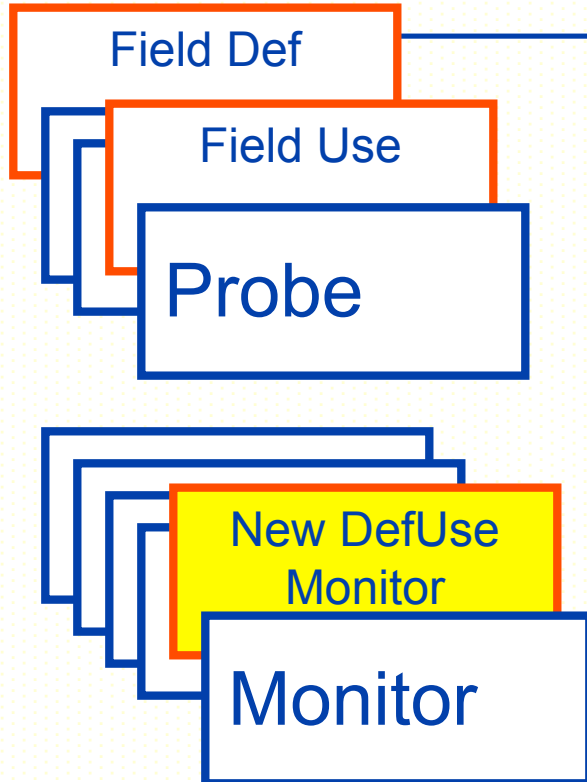 Field Def
Field Use
Probe
New DefUse
Monitor
Monitor